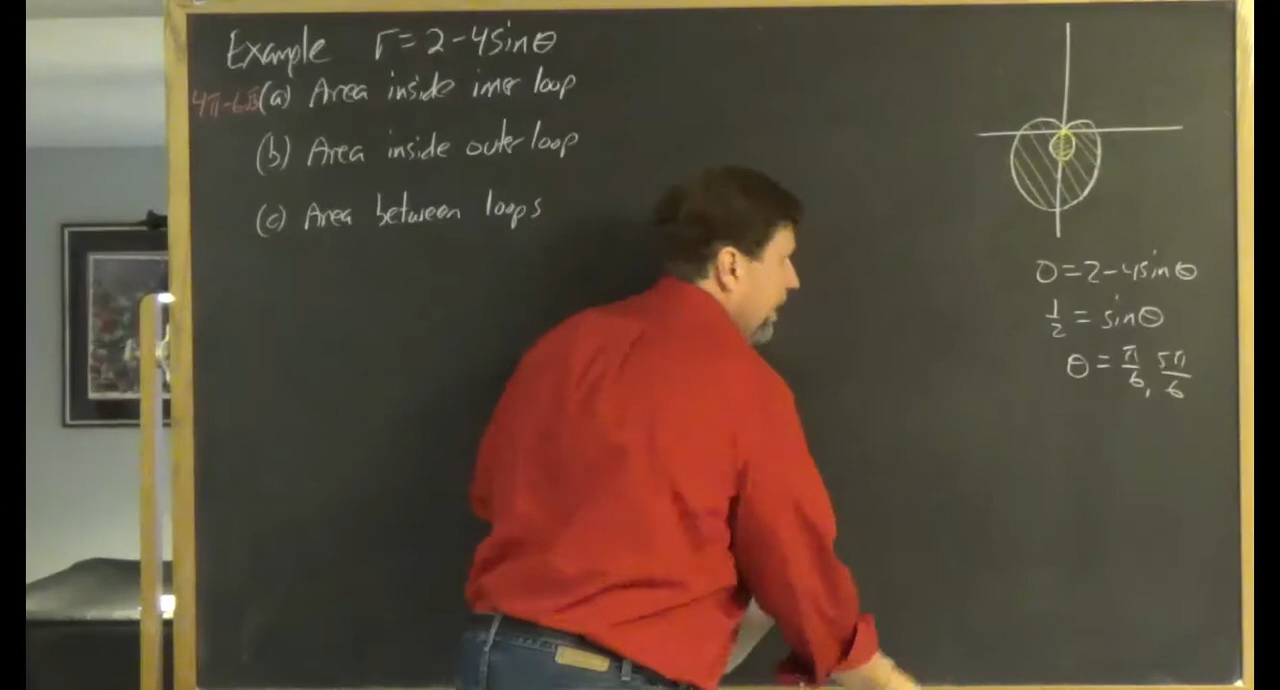 Example r=2-4sinθ
4π-6√3 (a) Area inside inner loop
(b) Area inside outer loop
(c) Area between loops
0=2-4sinθ
1/2 = sinθ
θ = π/6, 5π/6